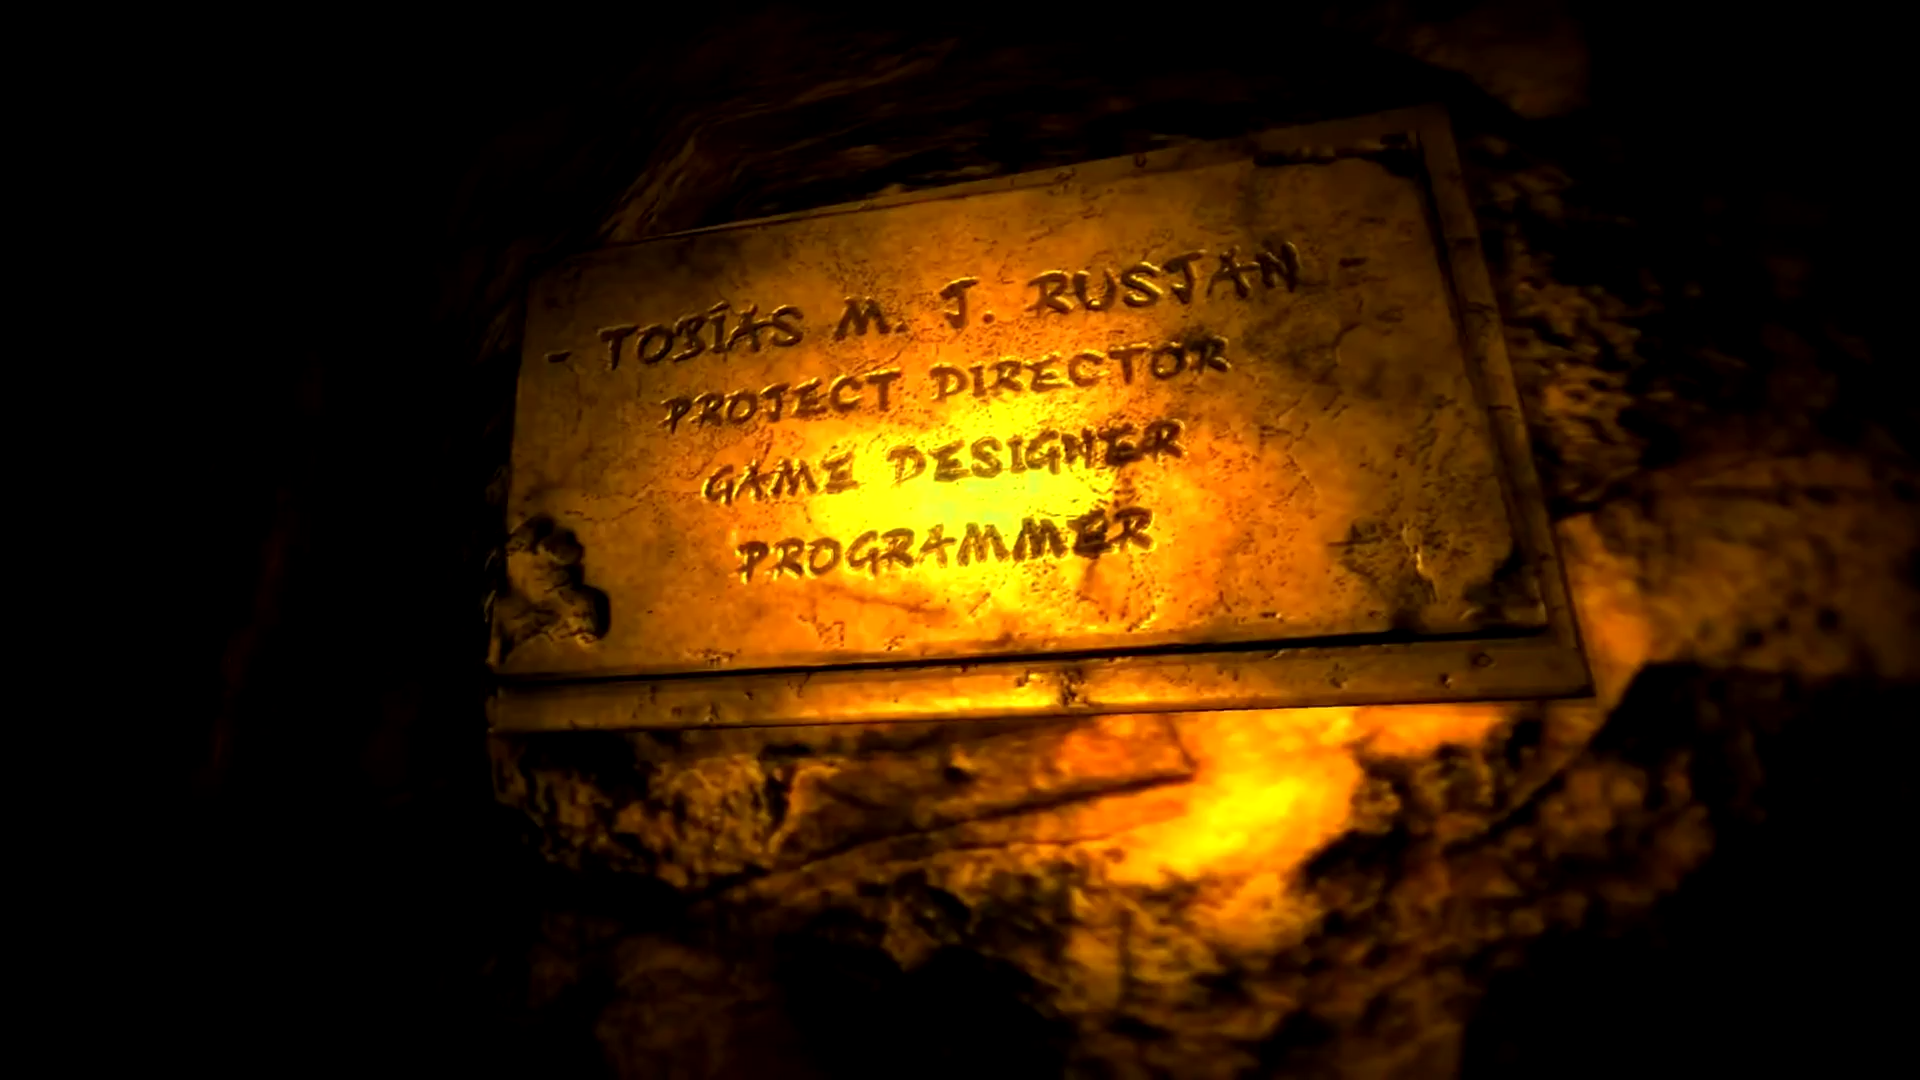 - TOBÍAS M. J. RUSJAN -
PROJECT DIRECTOR
GAME DESIGNER
PROGRAMMER